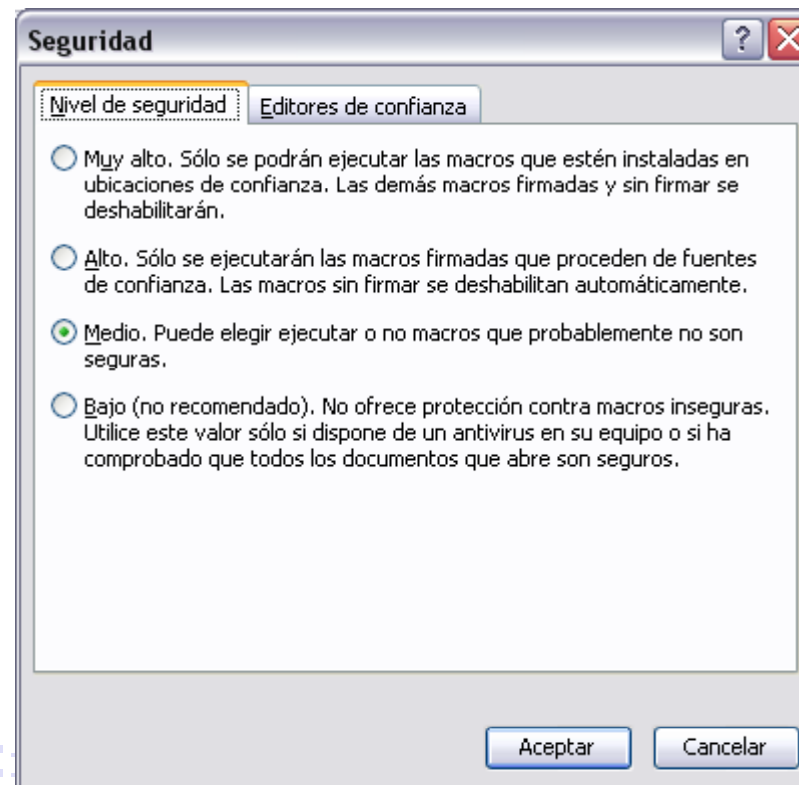 Seguridad
Nivel de seguridad
Editores de confianza
Muy alto. Sólo se podrán ejecutar las macros que estén instaladas en
ubicaciones de confianza. Las demás macros firmadas y sin firmar se
deshabilitarán.
Alto. Sólo se ejecutarán las macros firmadas que proceden de fuentes
de confianza. Las macros sin firmar se deshabilitan automáticamente.
Medio. Puede elegir ejecutar o no macros que probablemente no son
seguras.
Bajo (no recomendado). No ofrece protección contra macros inseguras.
Utilice este valor sólo si dispone de un antivirus en su equipo o si ha
comprobado que todos los documentos que abre son seguros.
Aceptar
Cancelar